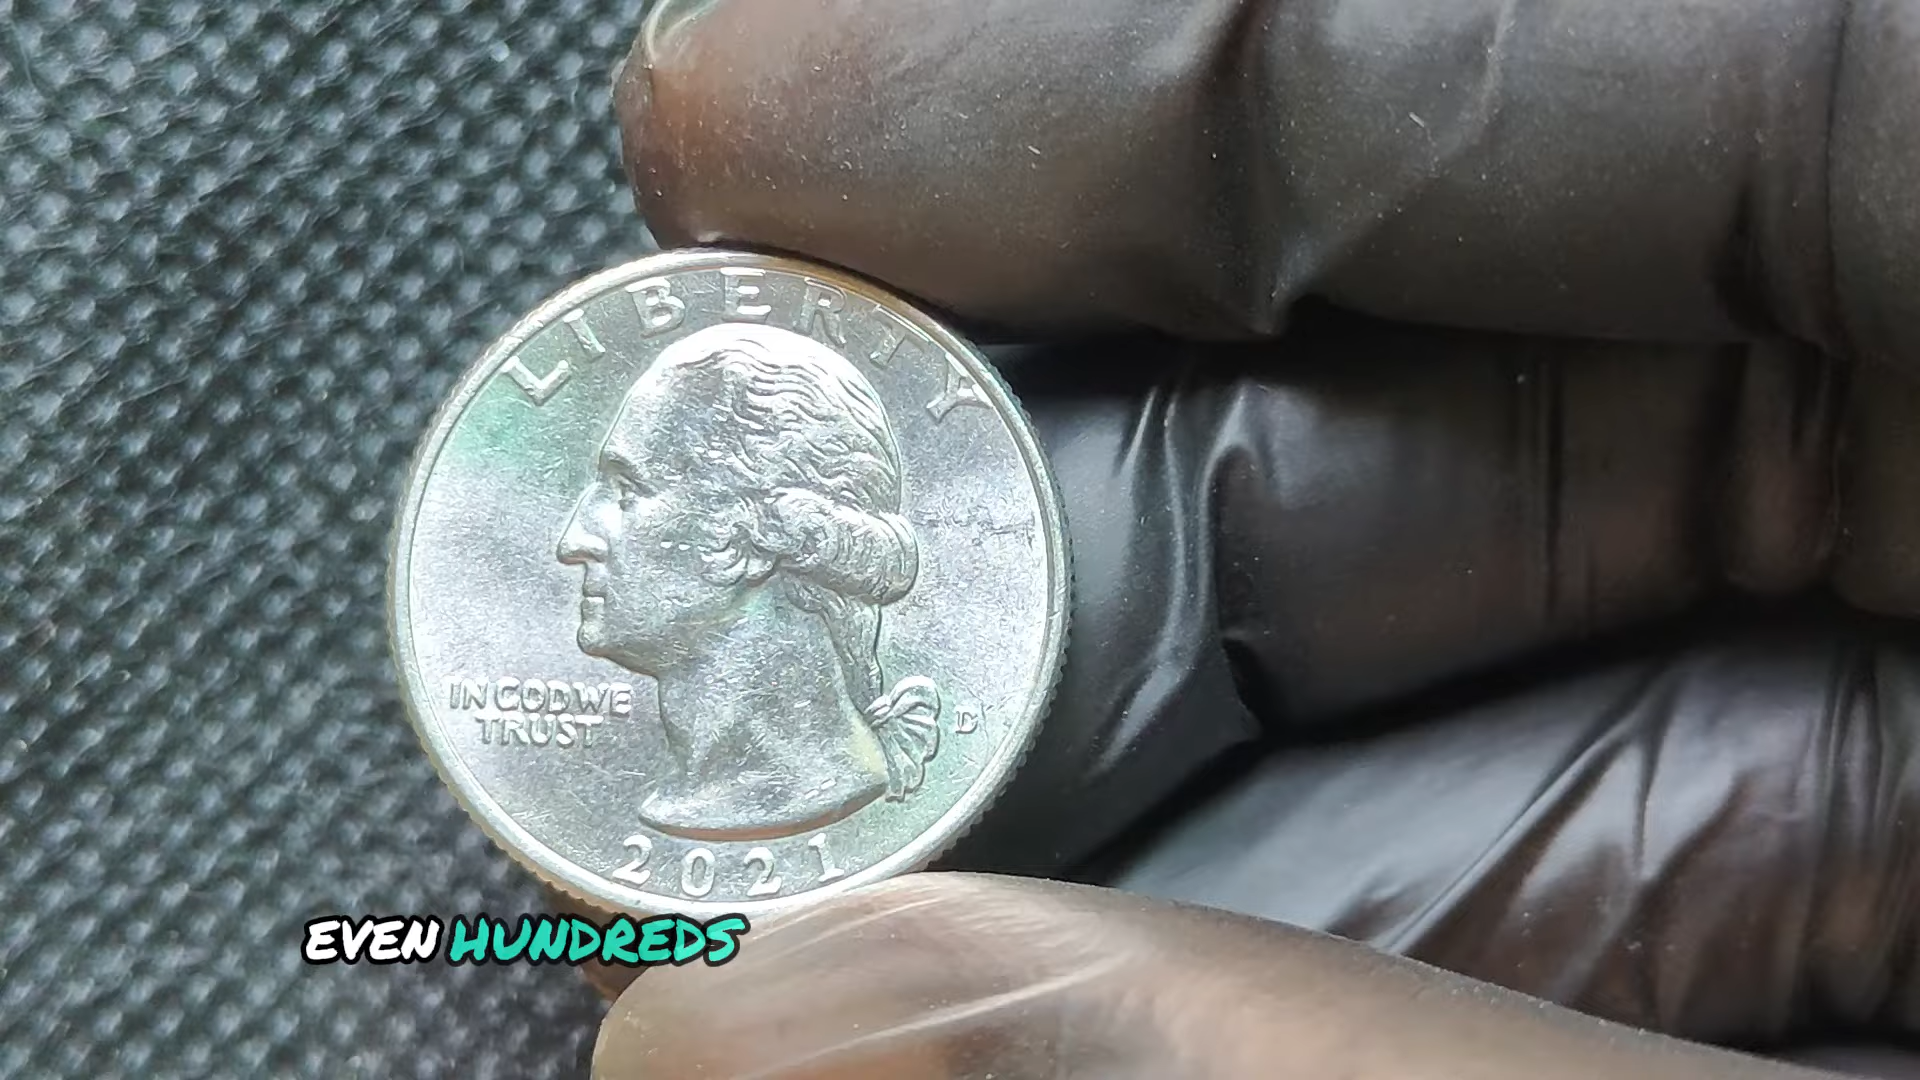 LIBERTY
IN GOD WE
TRUST
D
2021
EVEN HUNDREDS